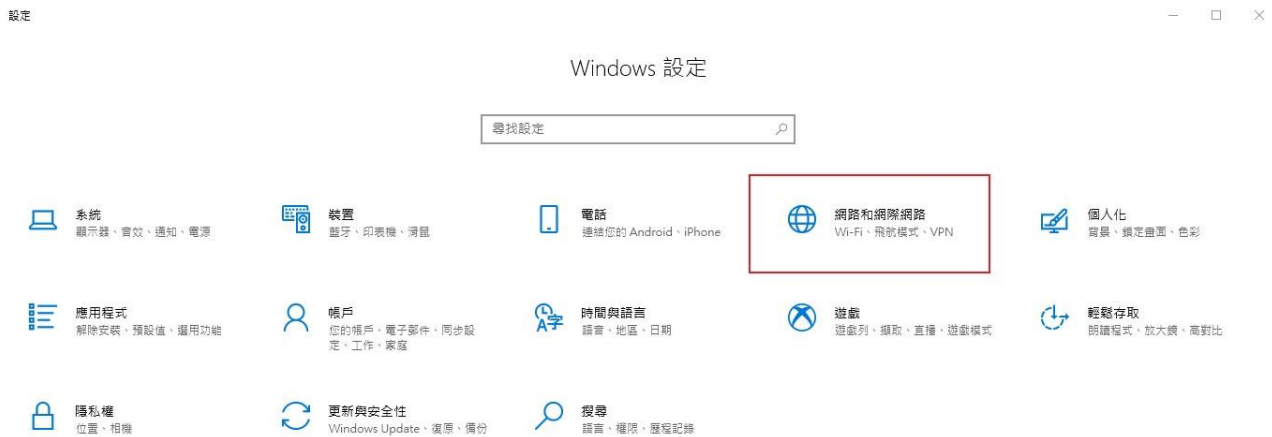 設定
Windows 設定
尋找設定
系統
顯示器、音效、通知、電源
裝置
藍牙、印表機、滑鼠
電話
連結您的 Android、iPhone
網路和網際網路
Wi-Fi、飛航模式、VPN
個人化
背景、鎖定畫面、色彩
應用程式
解除安裝、預設值、選用功能
帳戶
您的帳戶、電子郵件、同步設
定、工作、家庭
時間與語言
語音、地區、日期
遊戲
遊戲列、擷取、直播、遊戲模式
輕鬆存取
朗讀程式、放大鏡、高對比
隱私權
位置、相機
更新與安全性
Windows Update、復原、備份
搜尋
語言、權限、歷程記錄